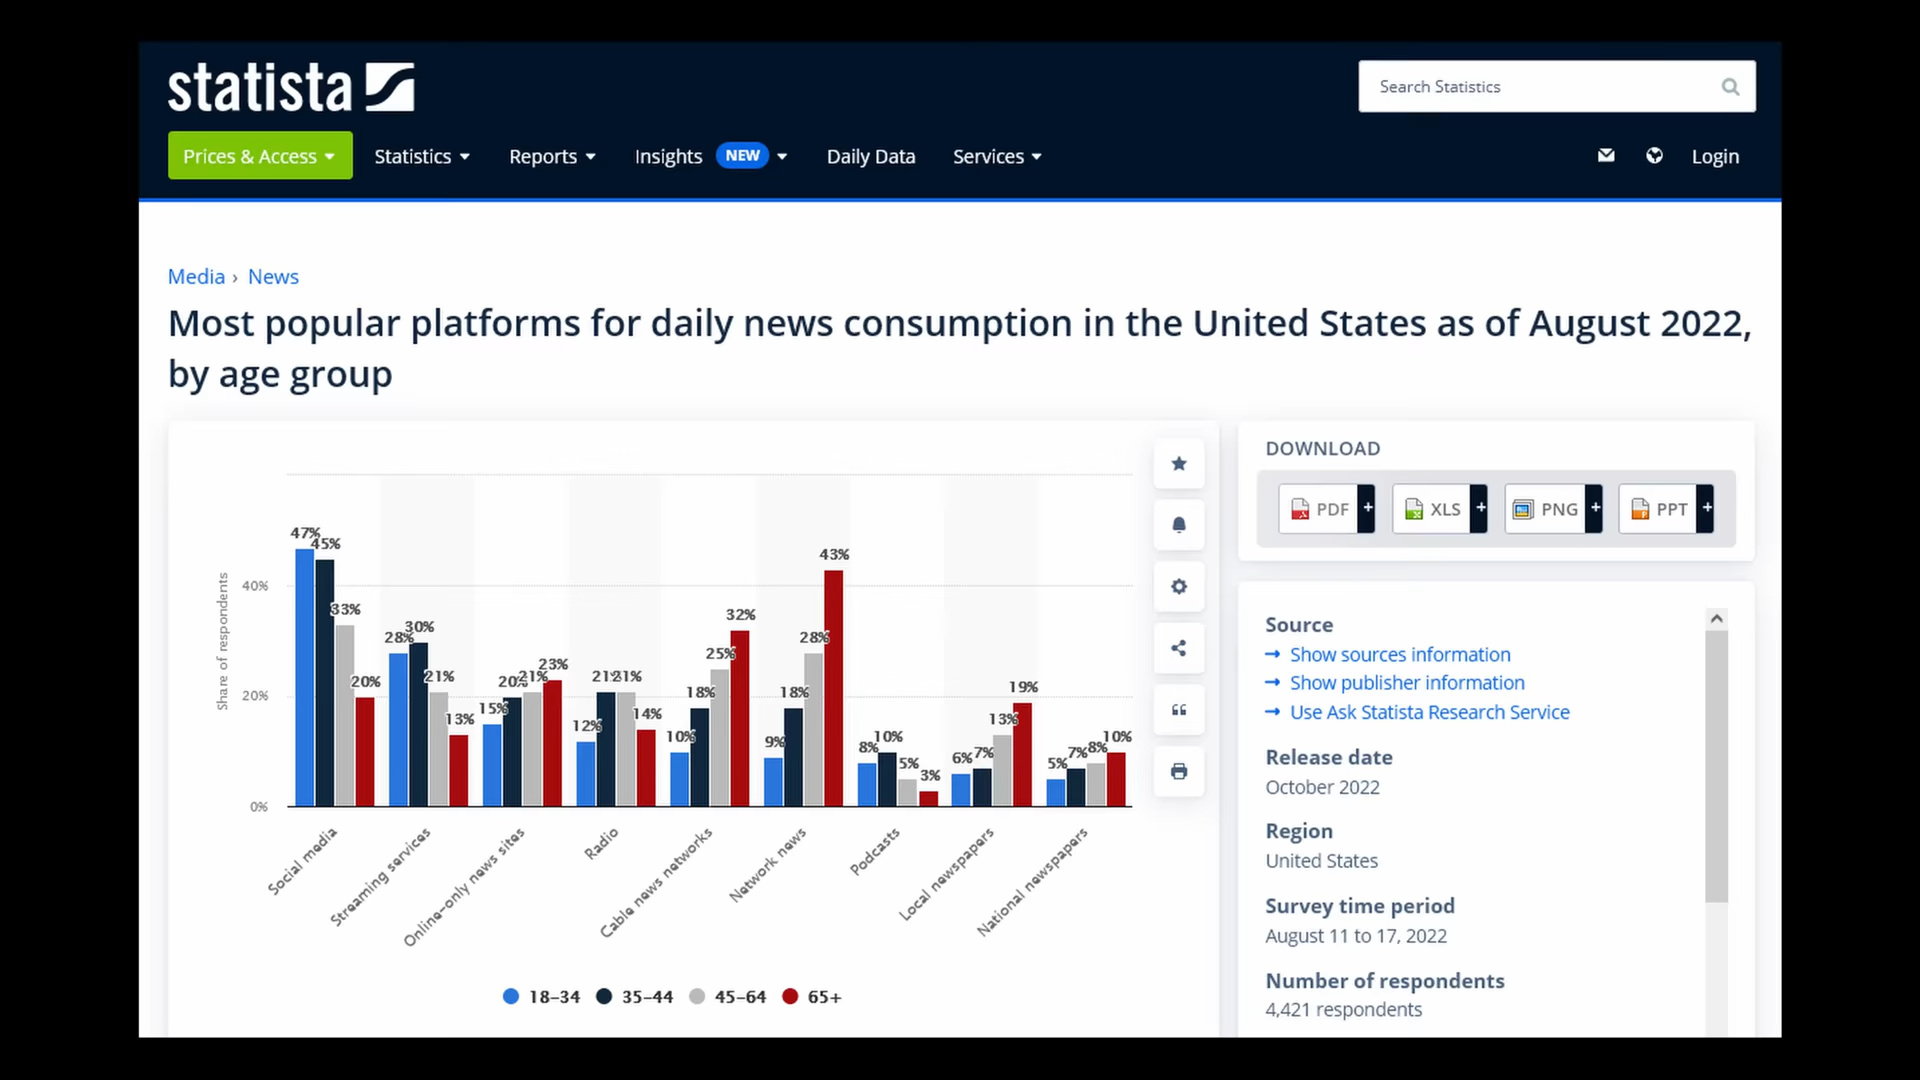 statista
Search Statistics
Prices & Access
Statistics
Reports
Insights NEW
Daily Data
Services
Login
Media › News
Most popular platforms for daily news consumption in the United States as of August 2022,
by age group
Share of respondents
40%
20%
0%
47% 45% 33% 20%
28% 30% 21% 13%
15% 20% 21% 23%
12% 21% 21% 14%
10% 18% 25% 32%
9% 18% 28% 43%
8% 10% 5% 3%
6% 7% 13% 19%
5% 7% 8% 10%
Social media
Streaming services
Online-only news sites
Radio
Cable news networks
Network news
Podcasts
Local newspapers
National newspapers
18–34 35–44 45–64 65+
DOWNLOAD
PDF + XLS + PNG + PPT +
Source
→ Show sources information
→ Show publisher information
→ Use Ask Statista Research Service
Release date
October 2022
Region
United States
Survey time period
August 11 to 17, 2022
Number of respondents
4,421 respondents